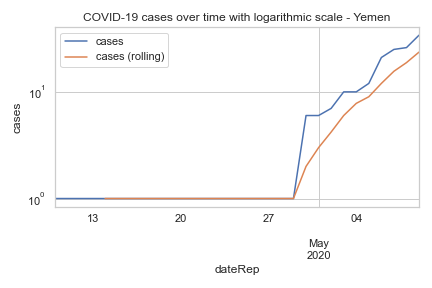 COVID-19 cases over time with logarithmic scale - Yemen
cases
cases (rolling)
10¹
10⁰
cases
13
20
27
04
May
2020
dateRep